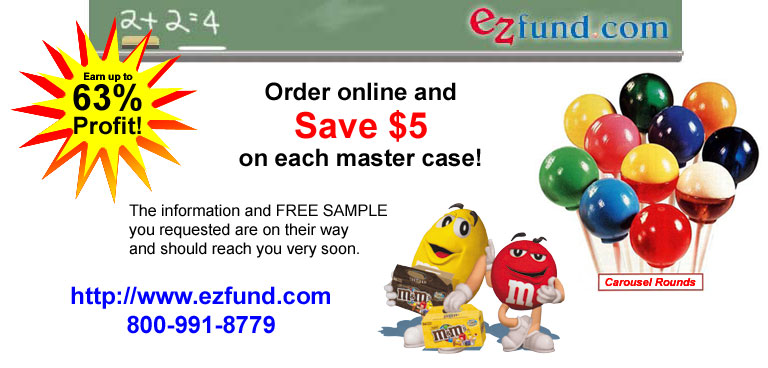 2+2=4
ezfund.com
Earn up to
63%
Profit!
Order online and
Save $5
on each master case!
The information and FREE SAMPLE
you requested are on their way
and should reach you very soon.
http://www.ezfund.com
800-991-8779
m&m's
m
m&m's
Carousel Rounds